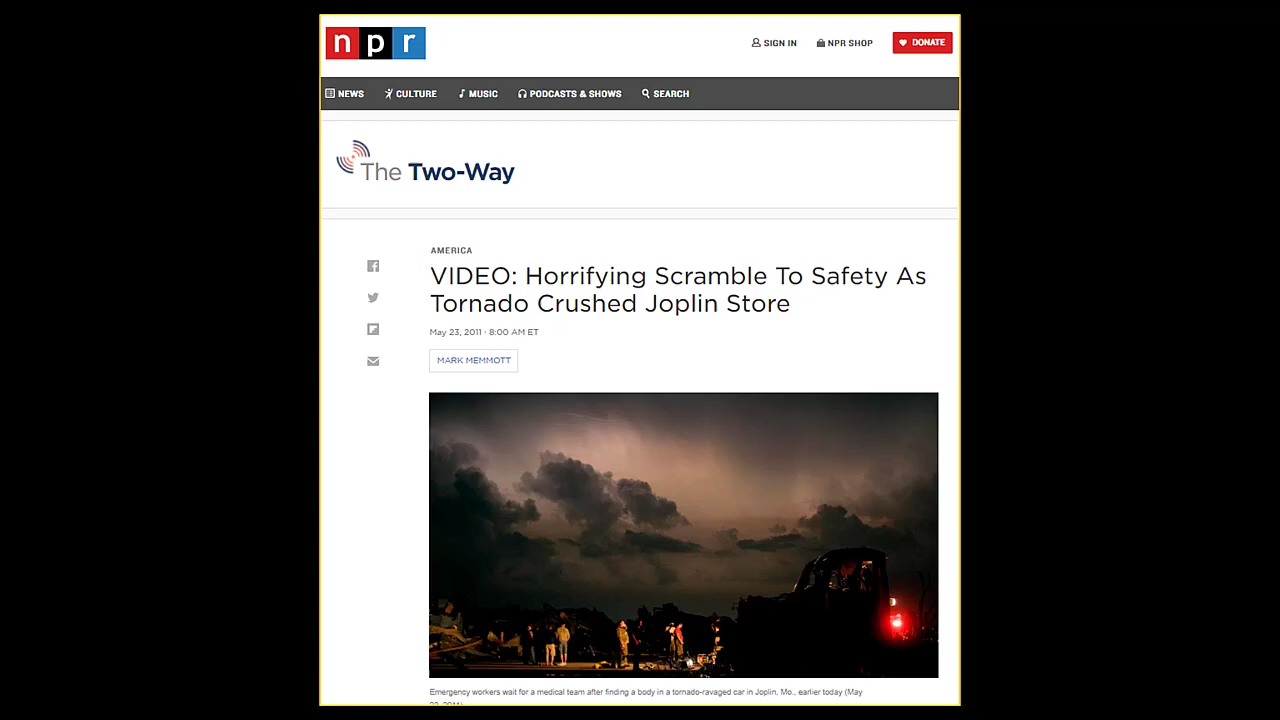 npr
SIGN IN
NPR SHOP
DONATE
NEWS
CULTURE
MUSIC
PODCASTS & SHOWS
SEARCH
The Two-Way
AMERICA
VIDEO: Horrifying Scramble To Safety As
Tornado Crushed Joplin Store
May 23, 2011 · 8:00 AM ET
MARK MEMMOTT
Emergency workers wait for a medical team after finding a body in a tornado-ravaged car in Joplin, Mo., earlier today (May